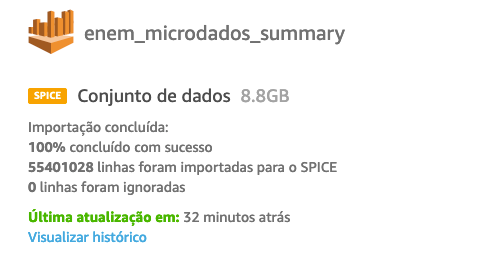 enem_microdados_summary
SPICE Conjunto de dados 8.8GB
Importação concluída:
100% concluído com sucesso
55401028 linhas foram importadas para o SPICE
0 linhas foram ignoradas
Última atualização em: 32 minutos atrás
Visualizar histórico